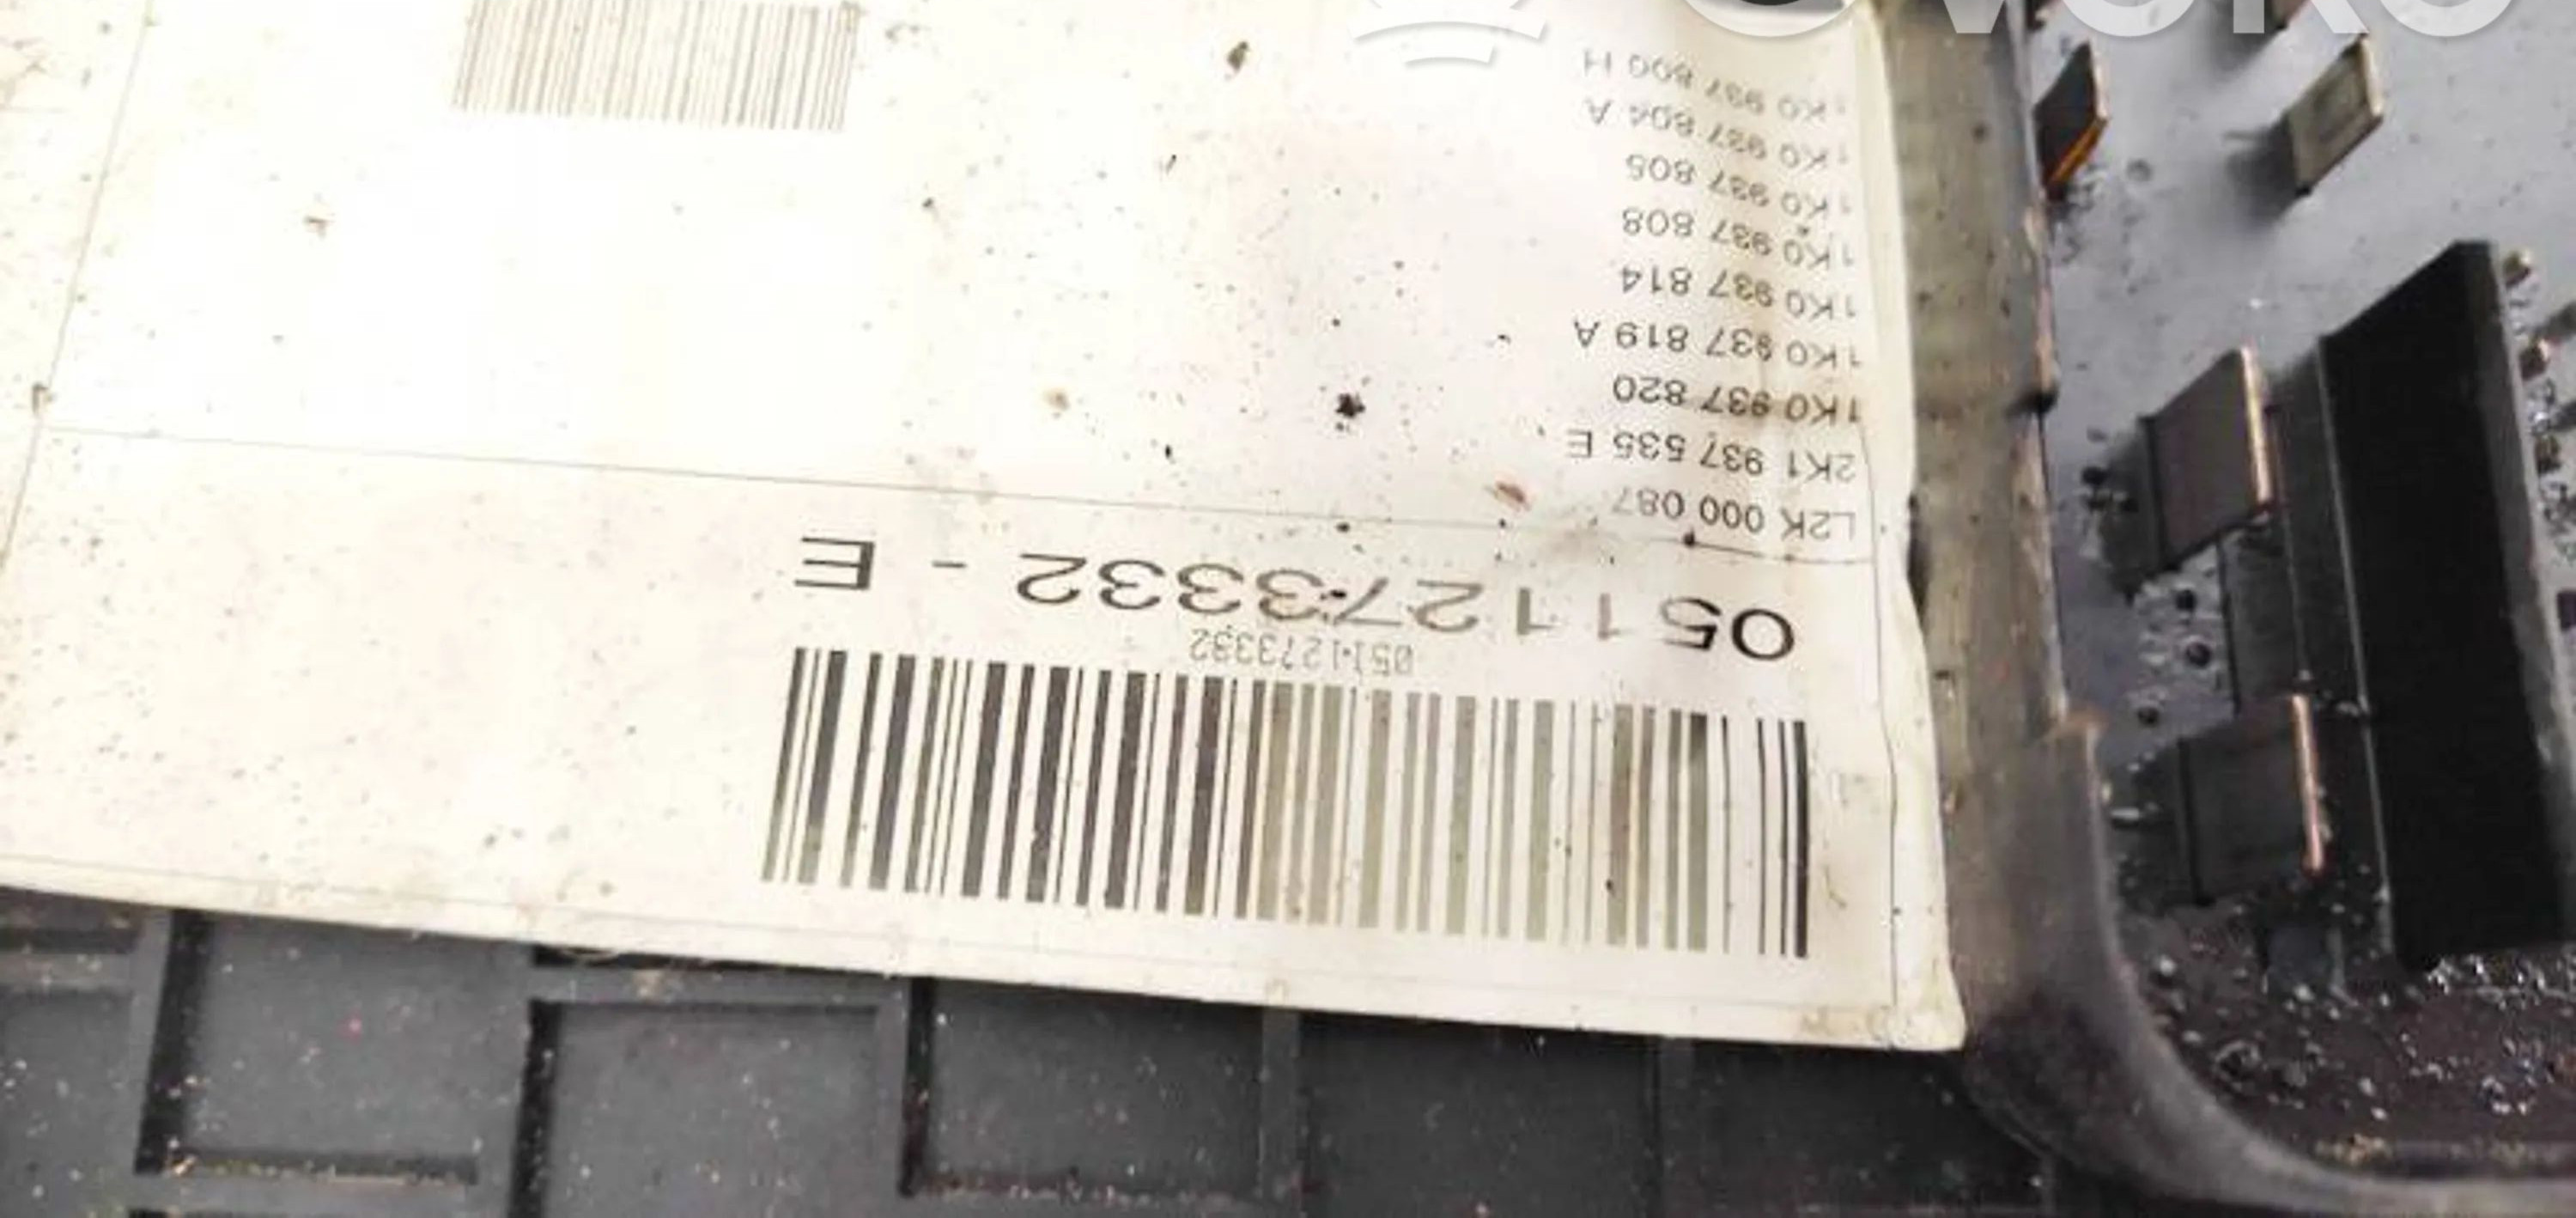 0511273332
0511273332 - E
L2K 000 087
2K1 937 535 E
1K0 937 820
1K0 937 819 A
1K0 937 814
1K0 937 808
1K0 937 805
1K0 937 804 A
1K0 937 800 H